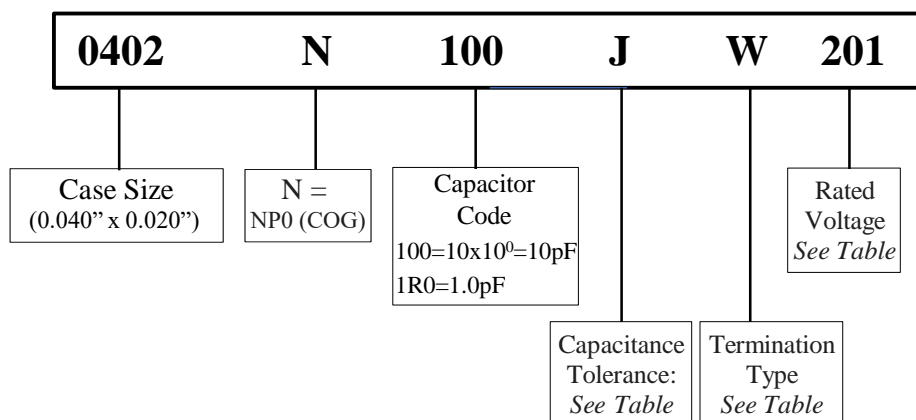 0402 N 100 J W 201
Case Size
(0.040” x 0.020”)
N =
NP0 (COG)
Capacitor
Code
100=10x10⁰=10pF
1R0=1.0pF
Rated
Voltage
See Table
Capacitance
Tolerance:
See Table
Termination
Type
See Table